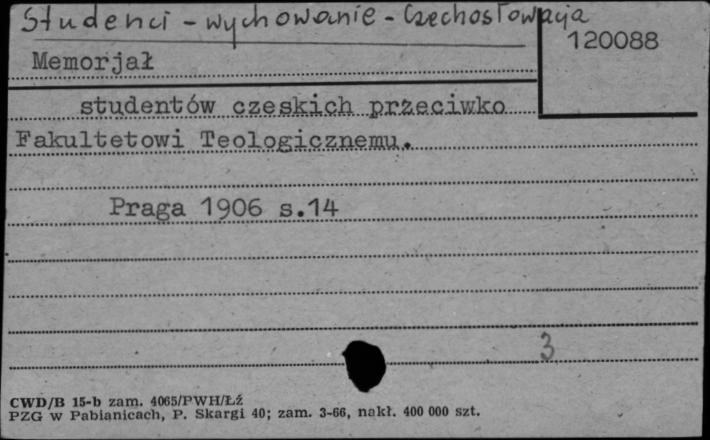 Studenci - wychowanie - Czechosłowacja
120088
Memorjał
studentów czeskich przeciwko
Fakultetowi Teologicznemu.
Praga 1906 s.14
3
CWD/B 15-b zam. 4065/PWH/Łź
PZG w Pabianicach, P. Skargi 40; zam. 3-66, nakł. 400 000 szt.